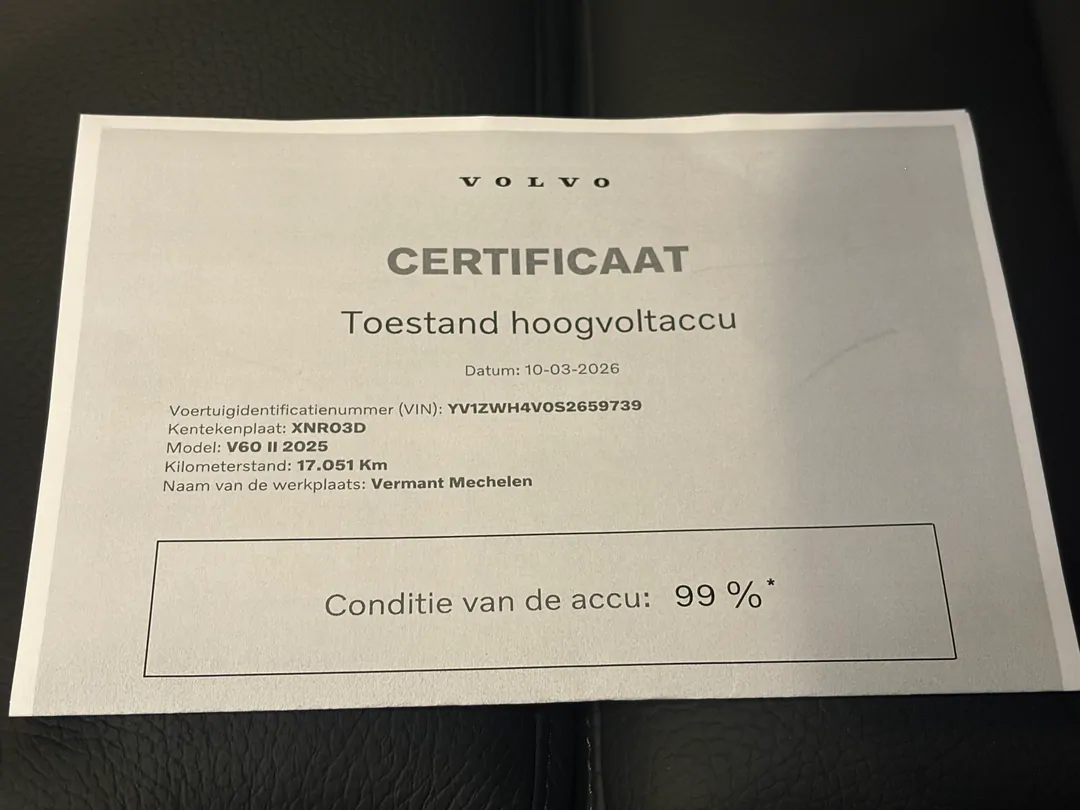 VOLVO
CERTIFICAAT
Toestand hoogvoltaccu
Datum: 10-03-2026
Voertuigidentificatienummer (VIN): YV1ZWH4V0S2659739
Kentekenplaat: XNRO3D
Model: V60 II 2025
Kilometerstand: 17.051 Km
Naam van de werkplaats: Vermant Mechelen
Conditie van de accu: 99 %*